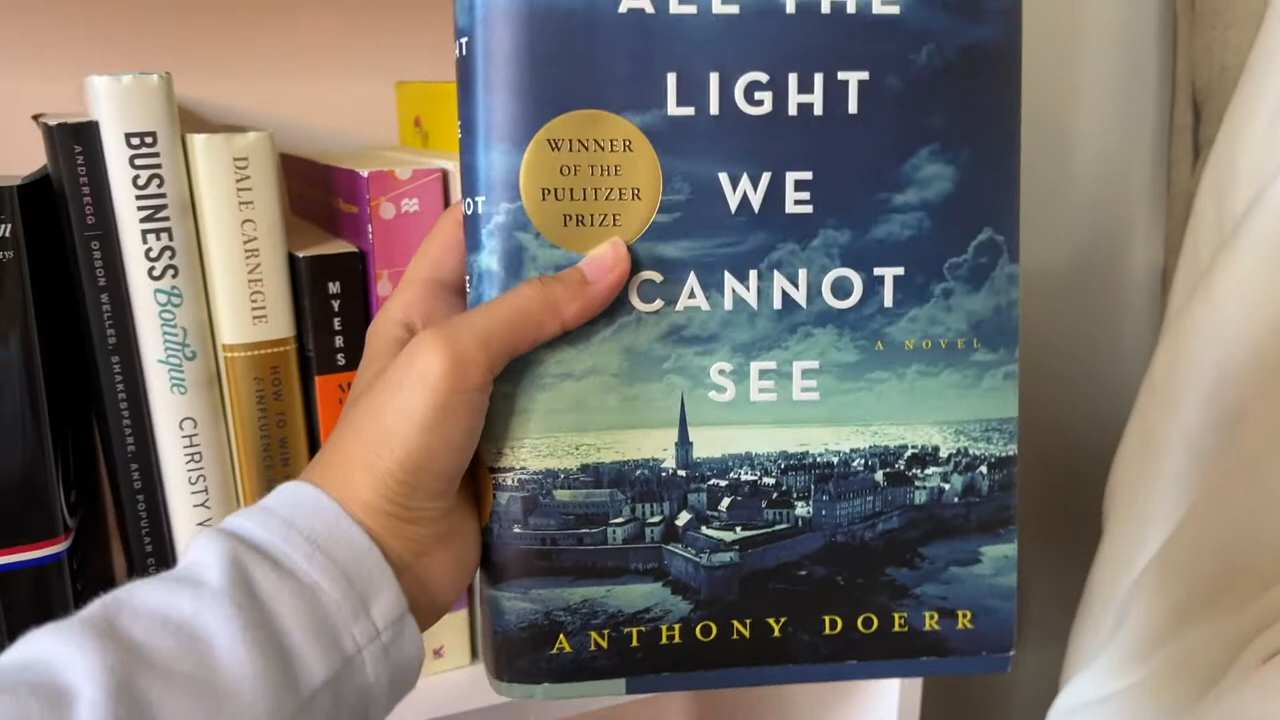 ANDEREGG | ORSON WELLES, SHAKESPEARE, AND POPULAR CU
BUSINESS Boutique CHRISTY
DALE CARNEGIE
HOW TO WIN
& INFLUENCE
MYERS
ALL THE
LIGHT
WE
CANNOT
SEE
A NOVEL
WINNER
OF THE
PULITZER
PRIZE
ANTHONY DOERR